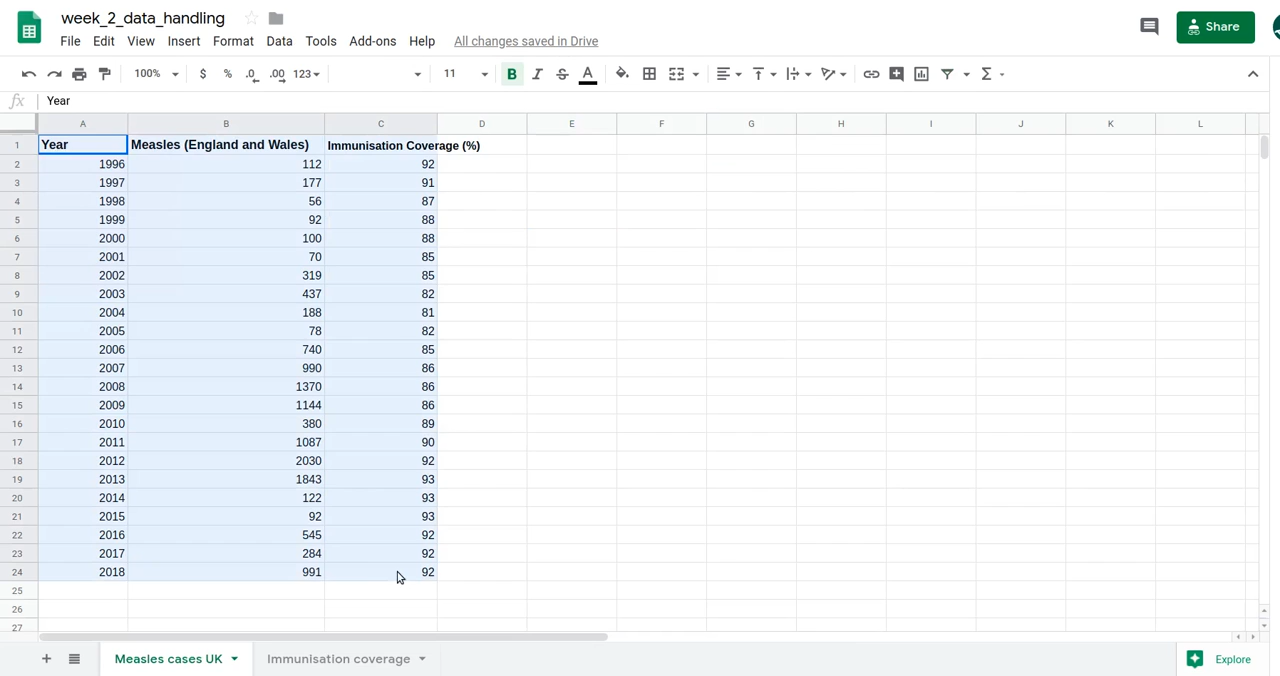 week_2_data_handling
File Edit View Insert Format Data Tools Add-ons Help All changes saved in Drive
Share
100% $ % .0 .00 123 11 B I S A
fx Year
A B C D E F G H I J K L
1 Year Measles (England and Wales) Immunisation Coverage (%)
2 1996 112 92
3 1997 177 91
4 1998 56 87
5 1999 92 88
6 2000 100 88
7 2001 70 85
8 2002 319 85
9 2003 437 82
10 2004 188 81
11 2005 78 82
12 2006 740 85
13 2007 990 86
14 2008 1370 86
15 2009 1144 86
16 2010 380 89
17 2011 1087 90
18 2012 2030 92
19 2013 1843 93
20 2014 122 93
21 2015 92 93
22 2016 545 92
23 2017 284 92
24 2018 991 92
25
26
27
+ Measles cases UK Immunisation coverage Explore